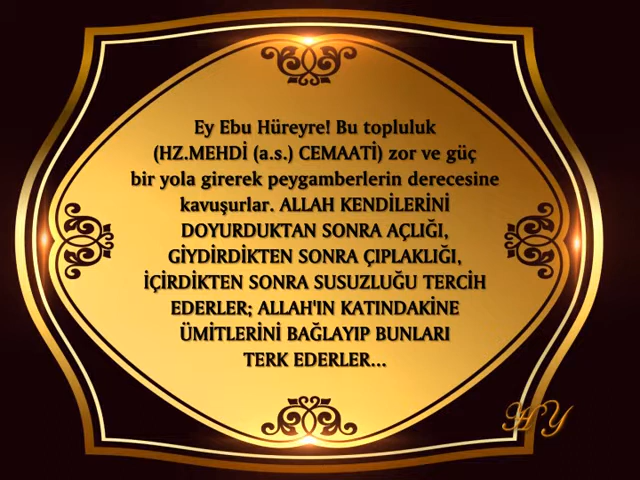 Ey Ebu Hüreyre! Bu topluluk
(HZ.MEHDİ (a.s.) CEMAATİ) zor ve güç
bir yola girerek peygamberlerin derecesine
kavuşurlar. ALLAH KENDİLERİNİ
DOYURDUKTAN SONRA AÇLIĞI,
GİYDİRDİKTEN SONRA ÇIPLAKLIĞI,
İÇİRDİKTEN SONRA SUSUZLUĞU TERCİH
EDERLER; ALLAH'IN KATINDAKİNE
ÜMİTLERİNİ BAĞLAYIP BUNLARI
TERK EDERLER...
HY